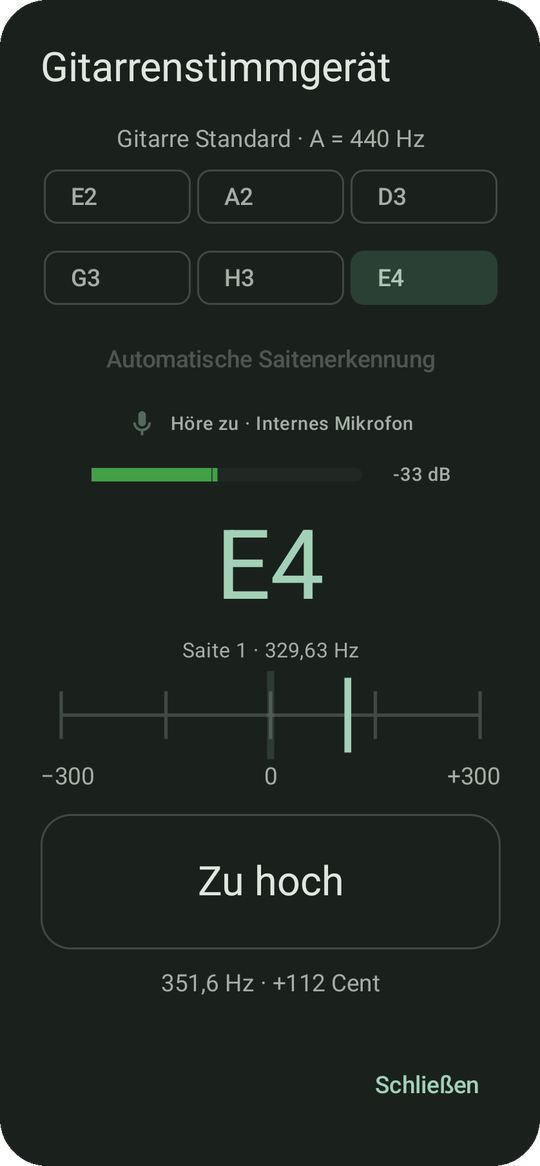 Gitarrenstimmgerät
Gitarre Standard · A = 440 Hz
E2 A2 D3
G3 H3 E4
Automatische Saitenerkennung
Höre zu · Internes Mikrofon
-33 dB
E4
Saite 1 · 329,63 Hz
−300 0 +300
Zu hoch
351,6 Hz · +112 Cent
Schließen